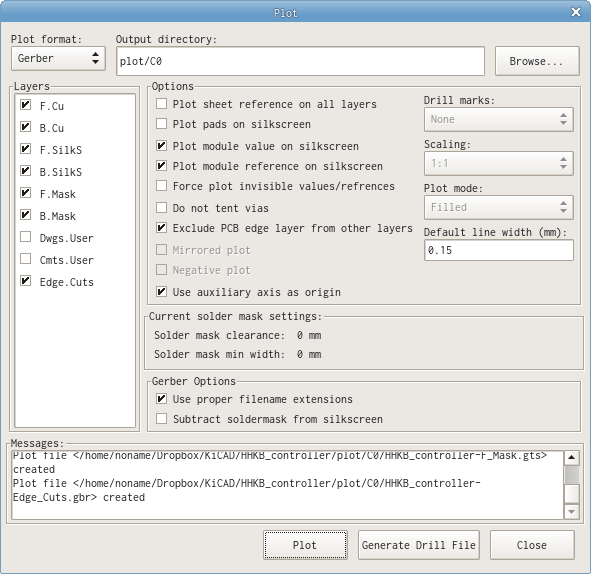 Plot
Plot format:
Gerber
Output directory:
plot/C0
Browse...
Layers
F.Cu
B.Cu
F.SilkS
B.SilkS
F.Mask
B.Mask
Dwgs.User
Cmts.User
Edge.Cuts
Options
Plot sheet reference on all layers
Plot pads on silkscreen
Plot module value on silkscreen
Plot module reference on silkscreen
Force plot invisible values/refrences
Do not tent vias
Exclude PCB edge layer from other layers
Mirrored plot
Negative plot
Use auxiliary axis as origin
Drill marks:
None
Scaling:
1:1
Plot mode:
Filled
Default line width (mm):
0.15
Current solder mask settings:
Solder mask clearance: 0 mm
Solder mask min width: 0 mm
Gerber Options
Use proper filename extensions
Subtract soldermask from silkscreen
Messages:
Plot file </home/noname/Dropbox/KiCAD/HHKB_controller/plot/C0/HHKB_controller-F_Mask.gts>
created
Plot file </home/noname/Dropbox/KiCAD/HHKB_controller/plot/C0/HHKB_controller-
Edge_Cuts.gbr> created
Plot
Generate Drill File
Close